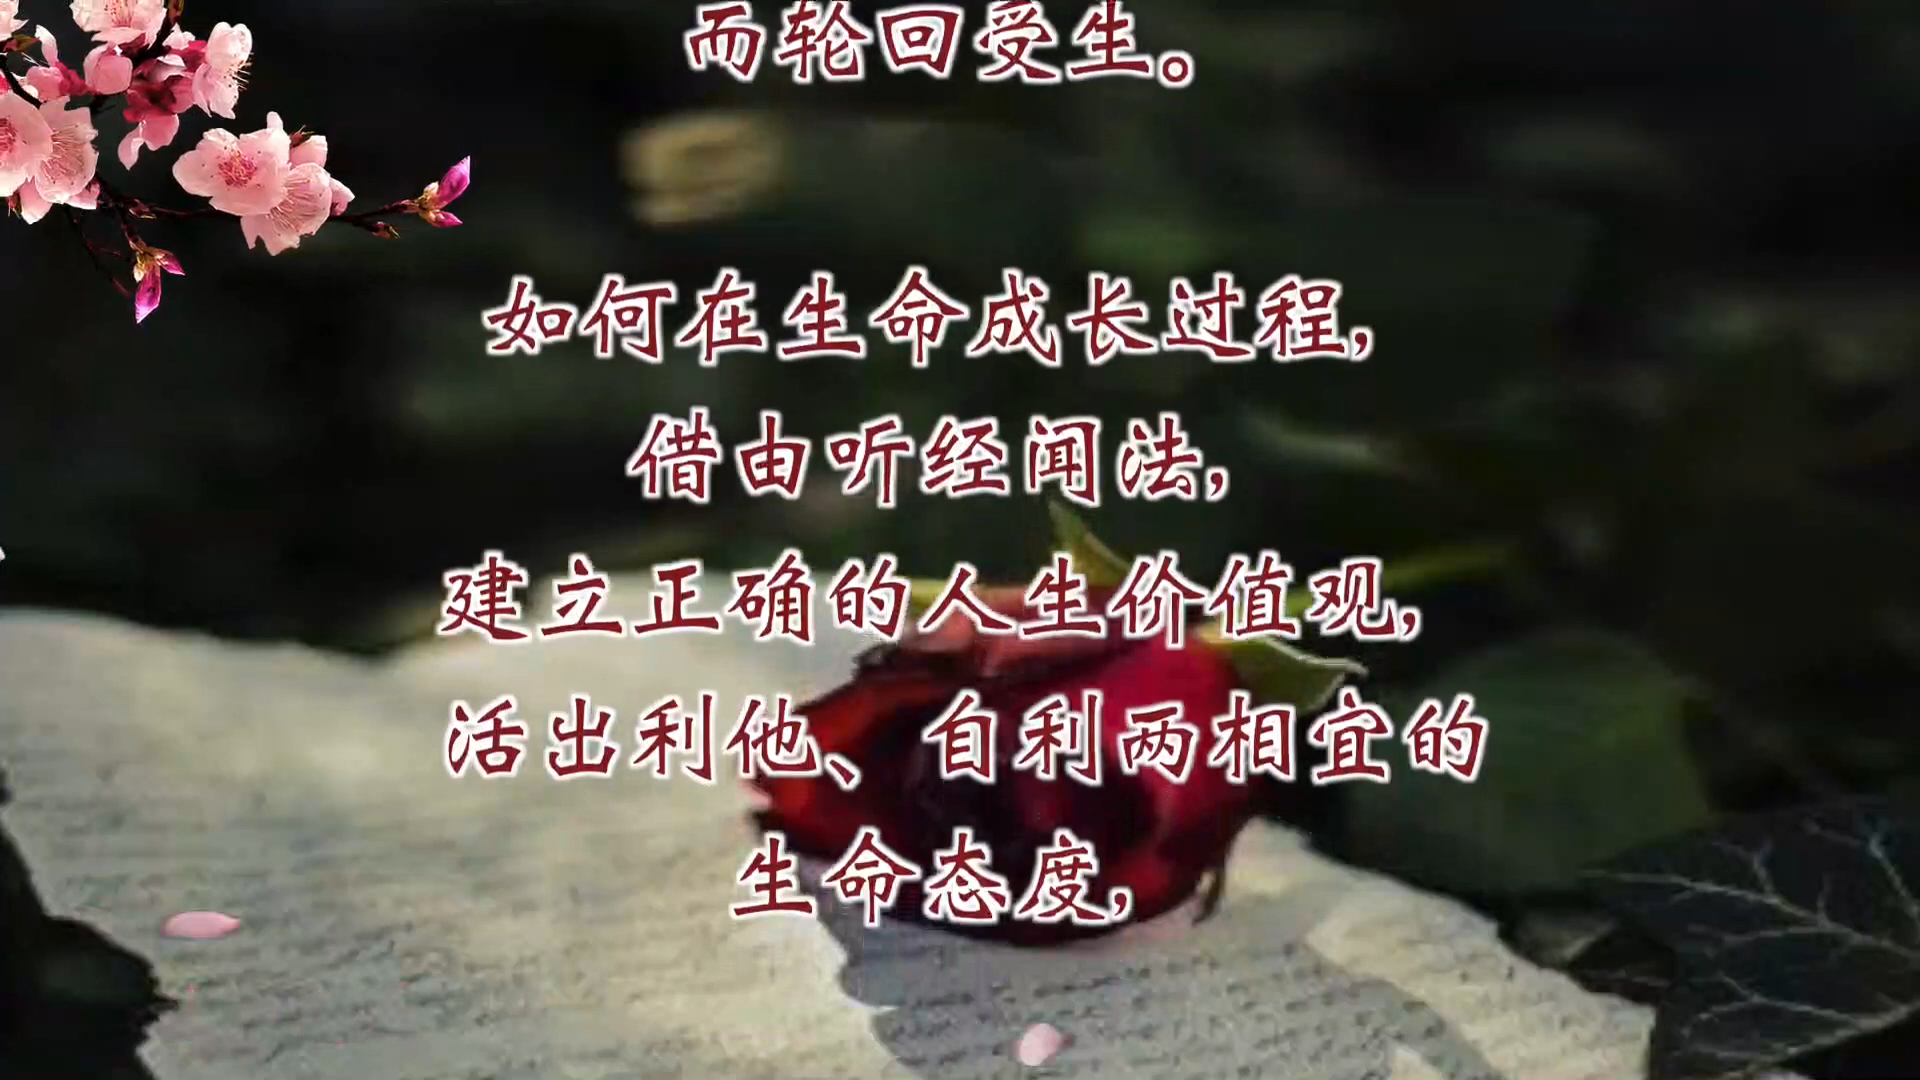 而轮回受生。
如何在生命成长过程,
借由听经闻法,
建立正确的人生价值观,
活出利他、自利两相宜的
生命态度,